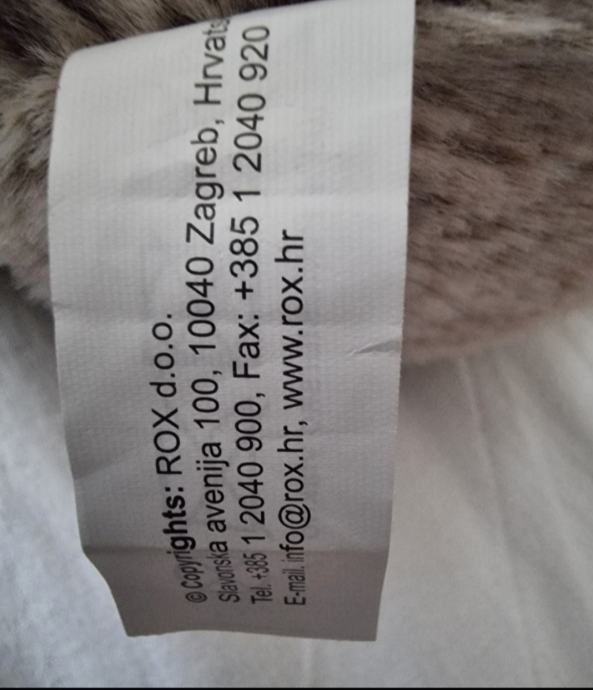 © Copyrights: ROX d.o.o.
Slavonska avenija 100, 10040 Zagreb, Hrvats
Tel. +385 1 2040 900, Fax: +385 1 2040 920
E-mail. info@rox.hr, www.rox.hr